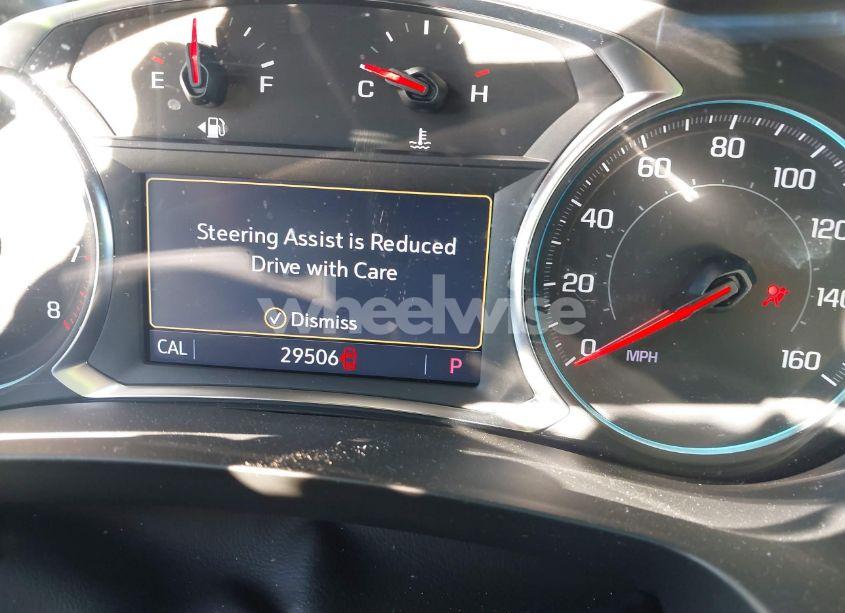 E F
C H
Steering Assist is Reduced
Drive with Care
Dismiss
CAL 29506 P
7
8
0 20 40 60 80 100 120 140 160
MPH
wheelwise